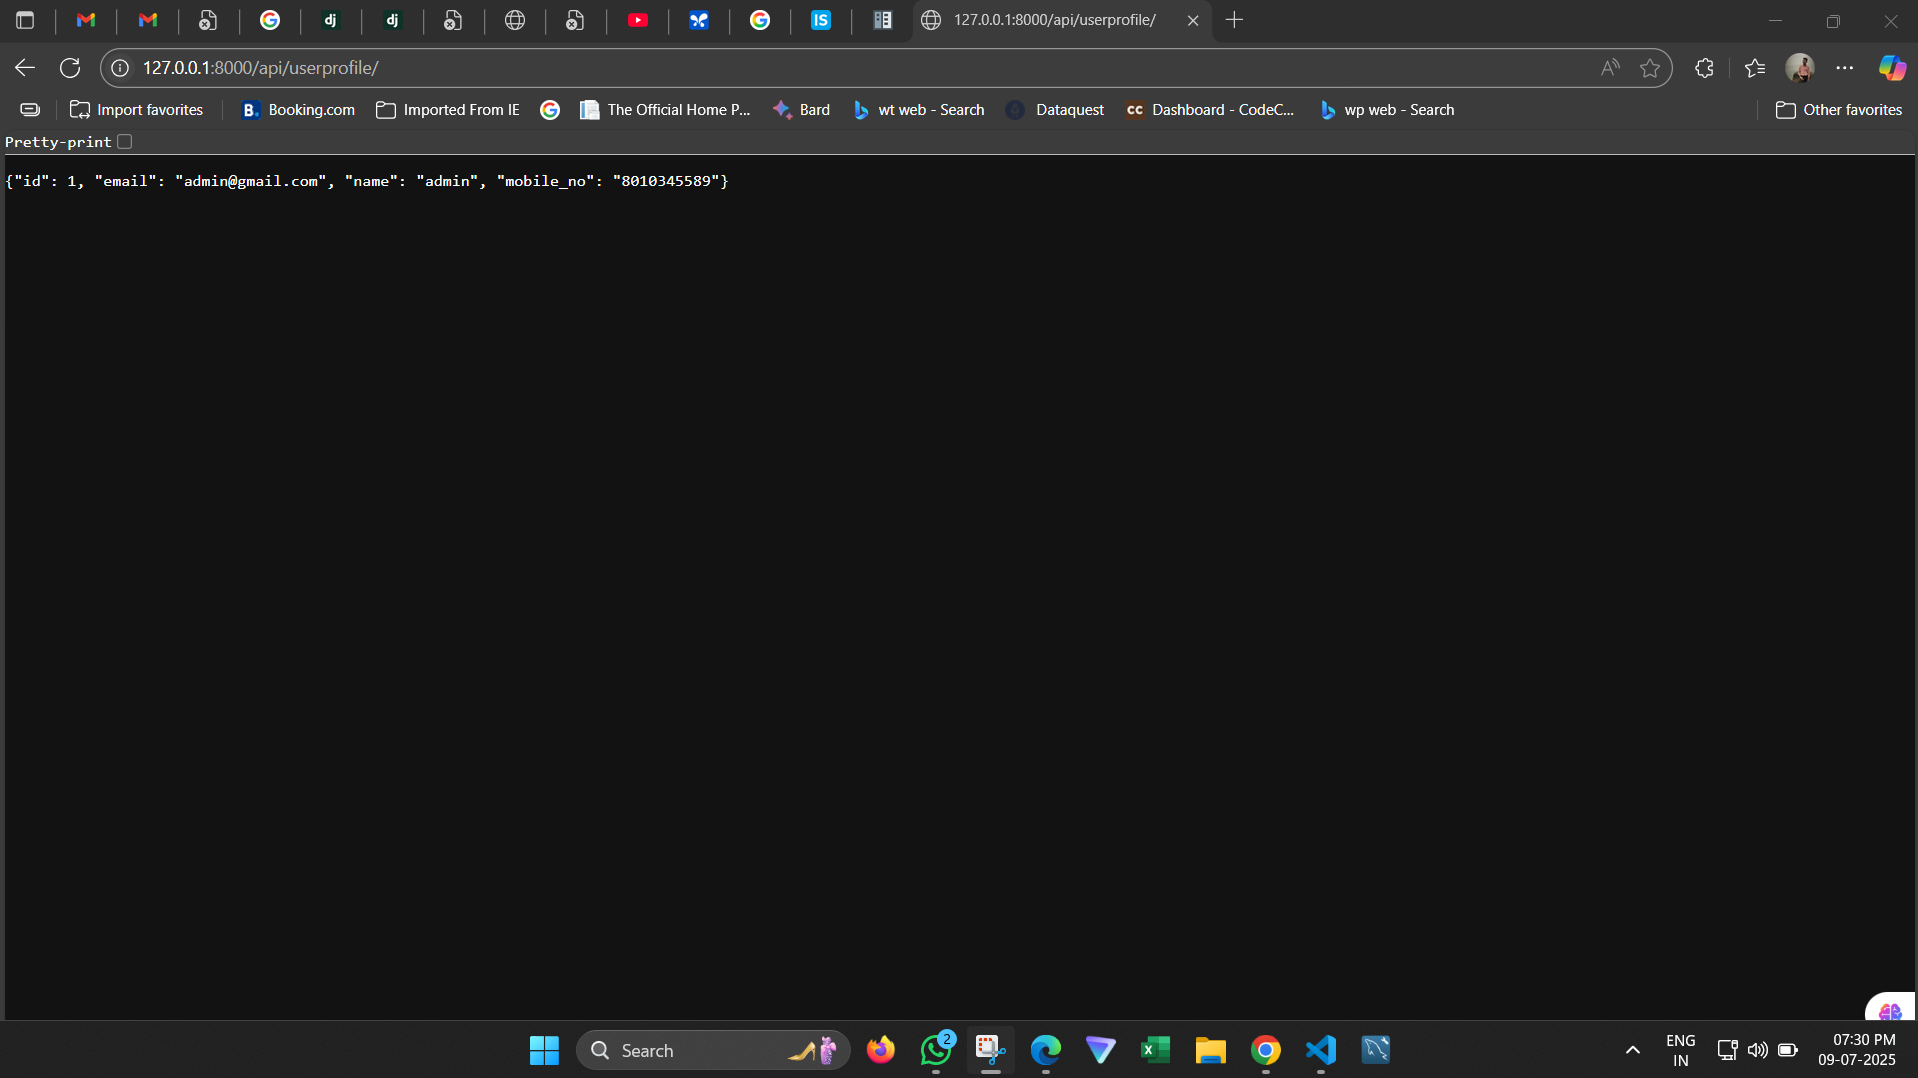 dj
dj
IS
127.0.0.1:8000/api/userprofile/
127.0.0.1:8000/api/userprofile/
Import favorites
B. Booking.com
Imported From IE
The Official Home P...
Bard
wt web - Search
Dataquest
CC Dashboard - CodeC...
wp web - Search
Other favorites
Pretty-print
{"id": 1, "email": "admin@gmail.com", "name": "admin", "mobile_no": "8010345589"}
Search
2
ENG
IN
07:30 PM
09-07-2025